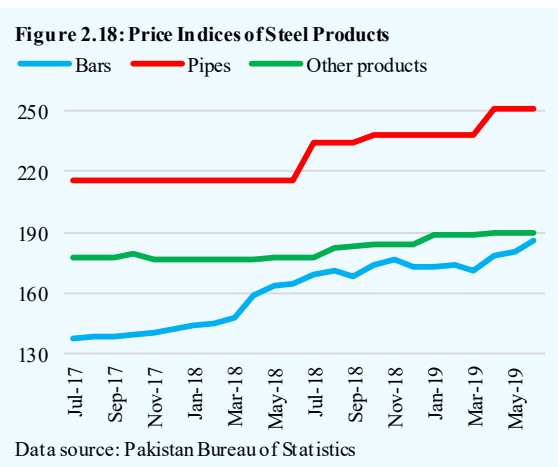 Figure 2.18: Price Indices of Steel Products
Bars Pipes Other products
250
220
190
160
130
Jul-17 Sep-17 Nov-17 Jan-18 Mar-18 May-18 Jul-18 Sep-18 Nov-18 Jan-19 Mar-19 May-19
Data source: Pakistan Bureau of Statistics